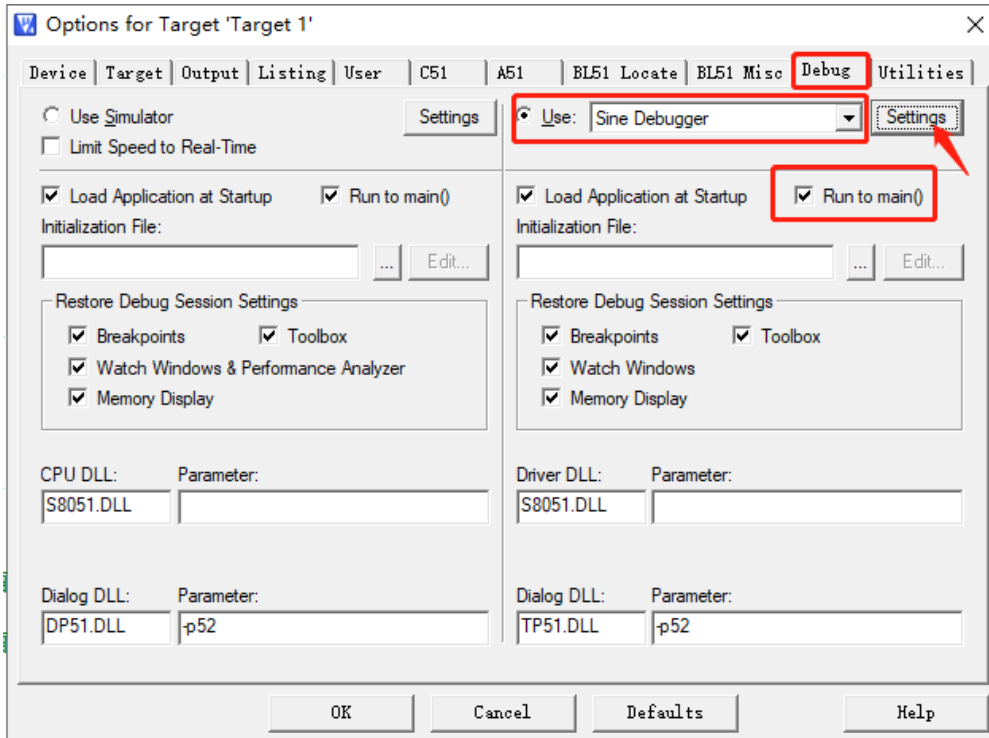 Options for Target 'Target 1'
Device Target Output Listing User C51 A51 BL51 Locate BL51 Misc Debug Utilities
Use Simulator Settings Use: Sine Debugger Settings
Limit Speed to Real-Time
Load Application at Startup Run to main() Load Application at Startup Run to main()
Initialization File: Initialization File:
... Edit... ... Edit...
Restore Debug Session Settings Restore Debug Session Settings
Breakpoints Toolbox Breakpoints Toolbox
Watch Windows & Performance Analyzer Watch Windows
Memory Display Memory Display
CPU DLL: Parameter: Driver DLL: Parameter:
S8051.DLL S8051.DLL
Dialog DLL: Parameter: Dialog DLL: Parameter:
DP51.DLL -p52 TP51.DLL -p52
OK Cancel Defaults Help